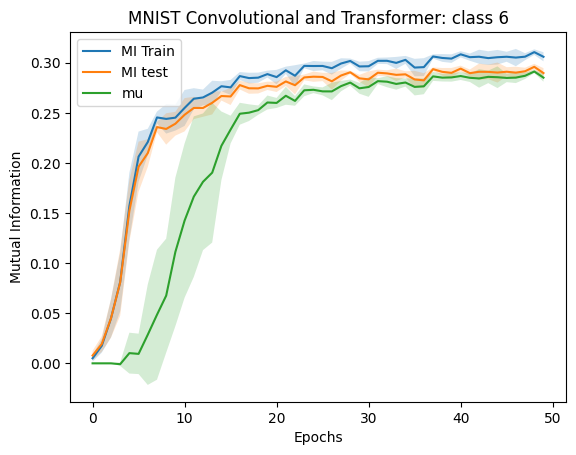 MNIST Convolutional and Transformer: class 6
MI Train
MI test
mu
0.30
0.25
0.20
0.15
0.10
0.05
0.00
Mutual Information
0 10 20 30 40 50
Epochs